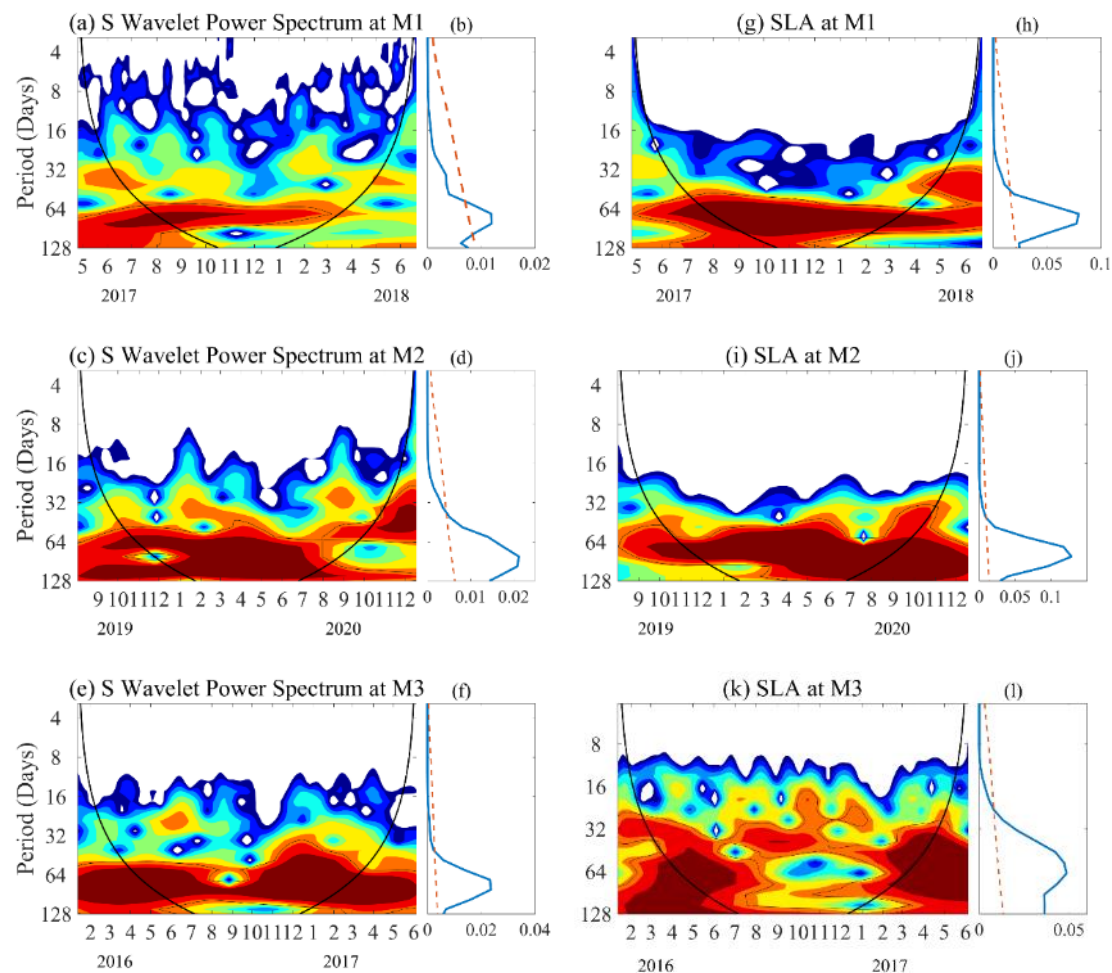 (a) S Wavelet Power Spectrum at M1
(b)
(g) SLA at M1
(h)
Period (Days)
4
8
16
32
64
128
5 6 7 8 9 10 11 12 1 2 3 4 5 6
2017 2018
0 0.01 0.02
4
8
16
32
64
128
5 6 7 8 9 10 11 12 1 2 3 4 5 6
2017 2018
0 0.05 0.1
(c) S Wavelet Power Spectrum at M2
(d)
(i) SLA at M2
(j)
Period (Days)
4
8
16
32
64
128
9 10 11 12 1 2 3 4 5 6 7 8 9 10 11 12
2019 2020
0 0.01 0.02
4
8
16
32
64
128
9 10 11 12 1 2 3 4 5 6 7 8 9 10 11 12
2019 2020
0 0.05 0.1
(e) S Wavelet Power Spectrum at M3
(f)
(k) SLA at M3
(l)
Period (Days)
4
8
16
32
64
128
2 3 4 5 6 7 8 9 10 11 12 1 2 3 4 5 6
2016 2017
0 0.02 0.04
8
16
32
64
128
2 3 4 5 6 7 8 9 10 11 12 1 2 3 4 5 6
2016 2017
0 0.05